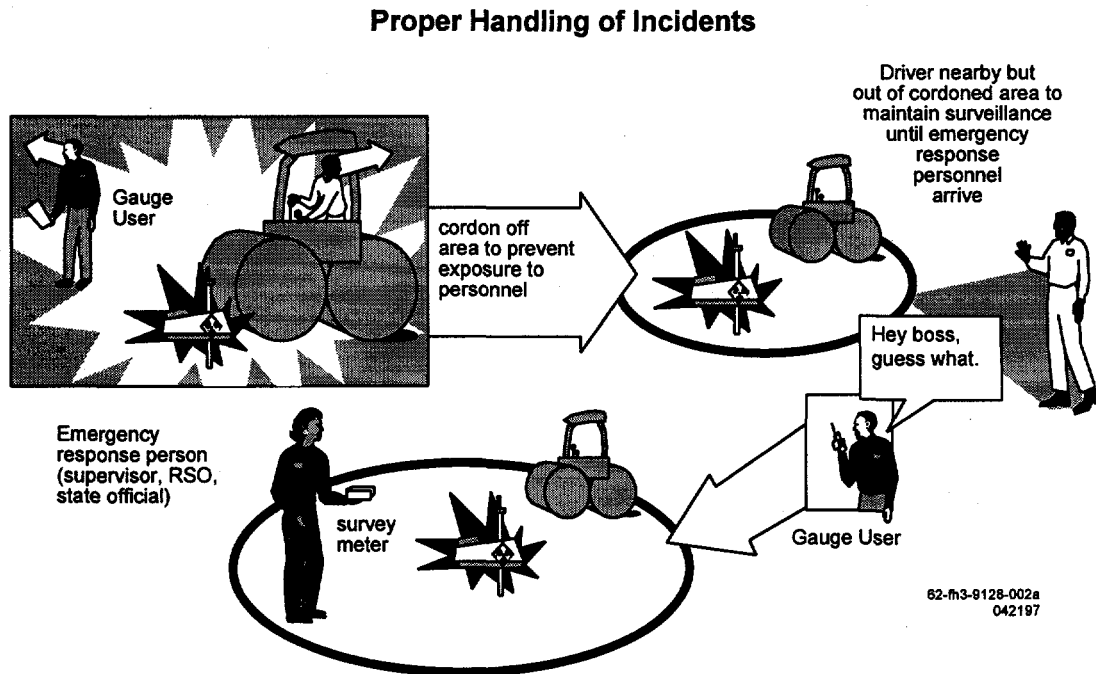 Proper Handling of Incidents
Driver nearby but
out of cordoned area to
maintain surveillance
until emergency
response
personnel
arrive
Gauge
User
cordon off
area to prevent
exposure to
personnel
Hey boss,
guess what.
Emergency
response person
(supervisor, RSO,
state official)
survey
meter
Gauge User
62-fh3-9128-002a
042197